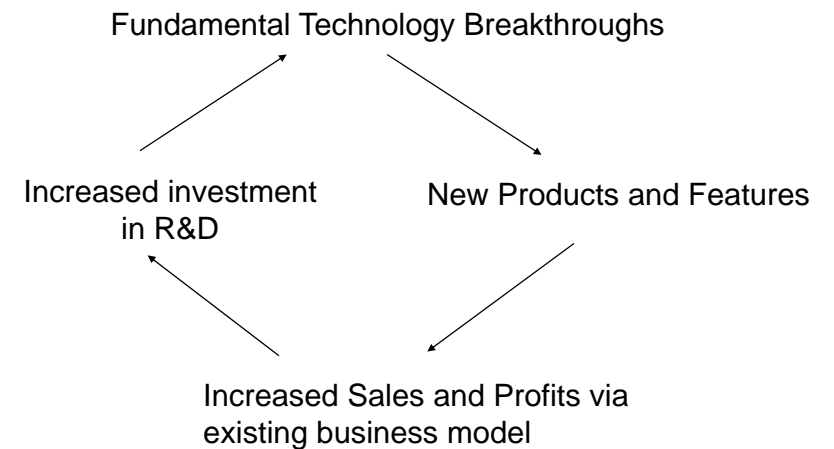 Fundamental Technology Breakthroughs
Increased investment
in R&D
New Products and Features
Increased Sales and Profits via
existing business model